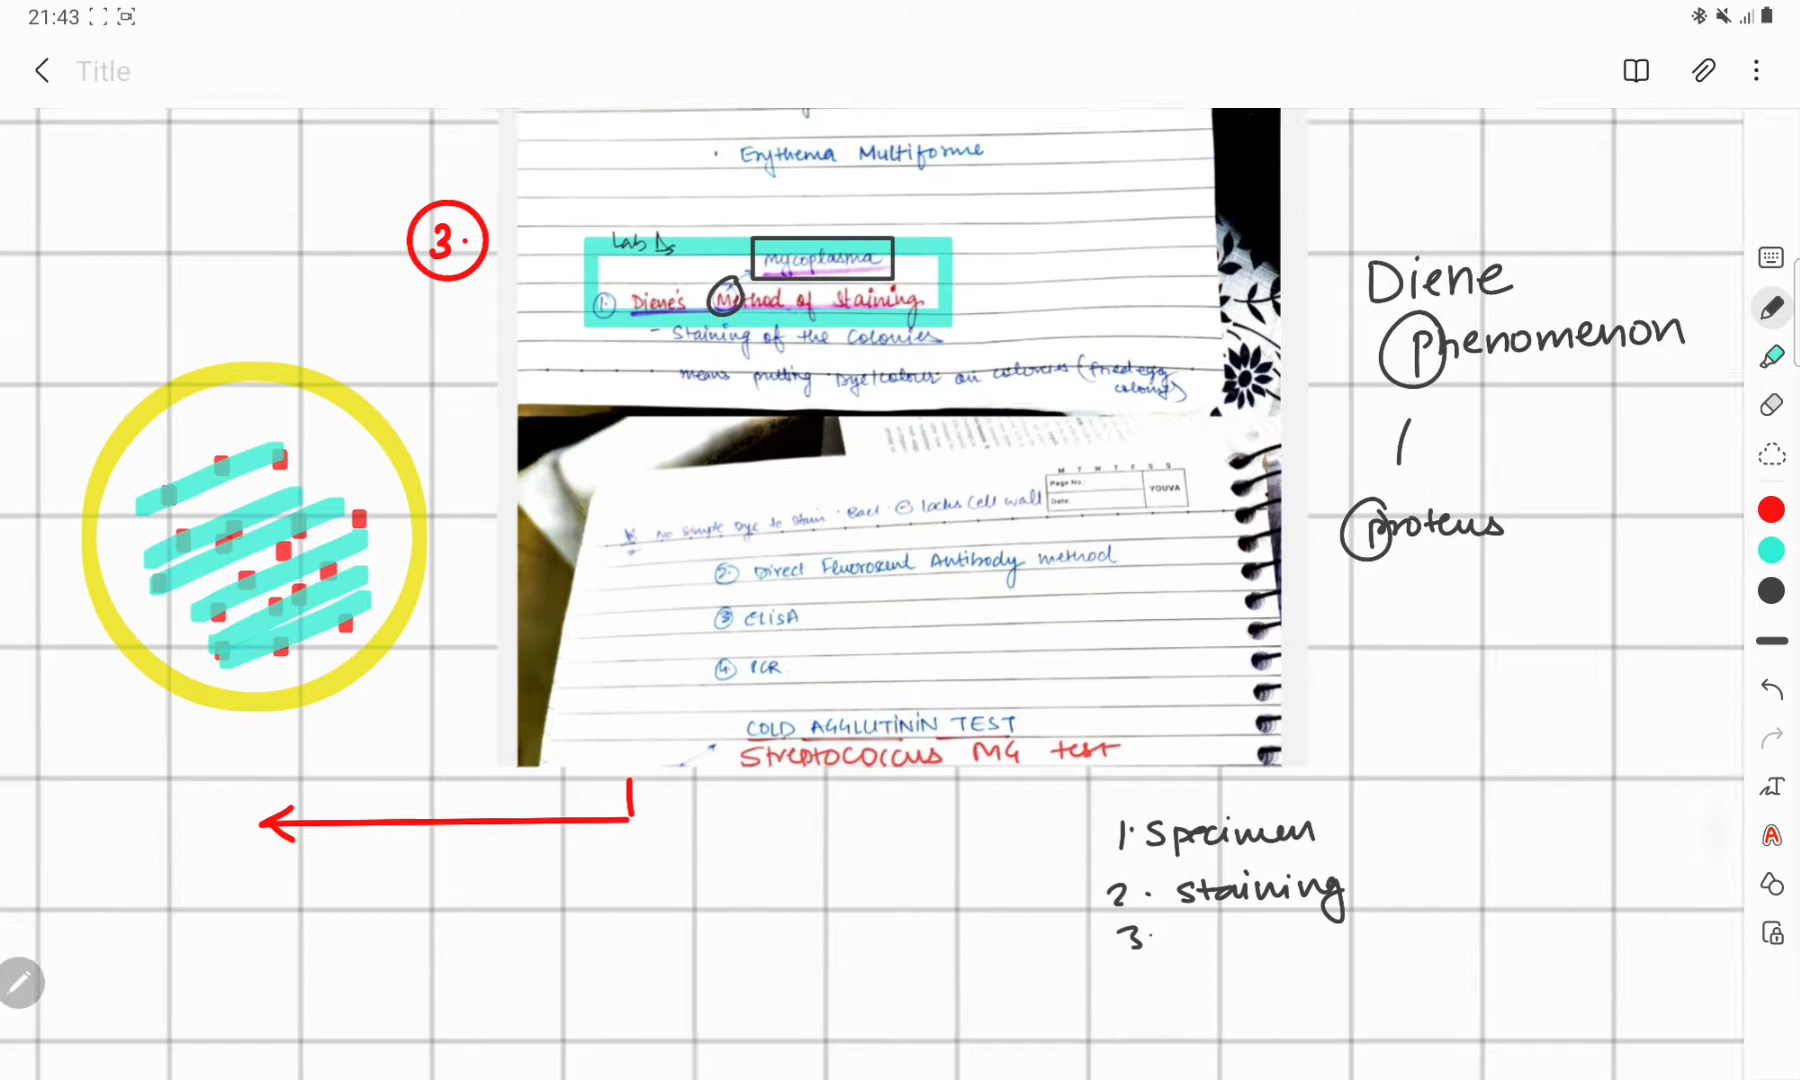 21:43
Title
Erythema Multiforme
3.
Lab Δs
Mycoplasma
1. Diene's Method of Staining
- Staining of the Colonies
means putting Dye/colour on colonies (fried egg
colony)
Diene
phenomenon
proteus
M T W T F S S
Page No.:
Date:
YOUVA
No simple Dye to stain. Bact. ⊖ lacks cell wall
2. Direct Fluorosent Antibody method
3 ELiSA
4 PCR
COLD AGGLUTININ TEST
Streptococcus MG test
1. Specimen
2. Staining
3.